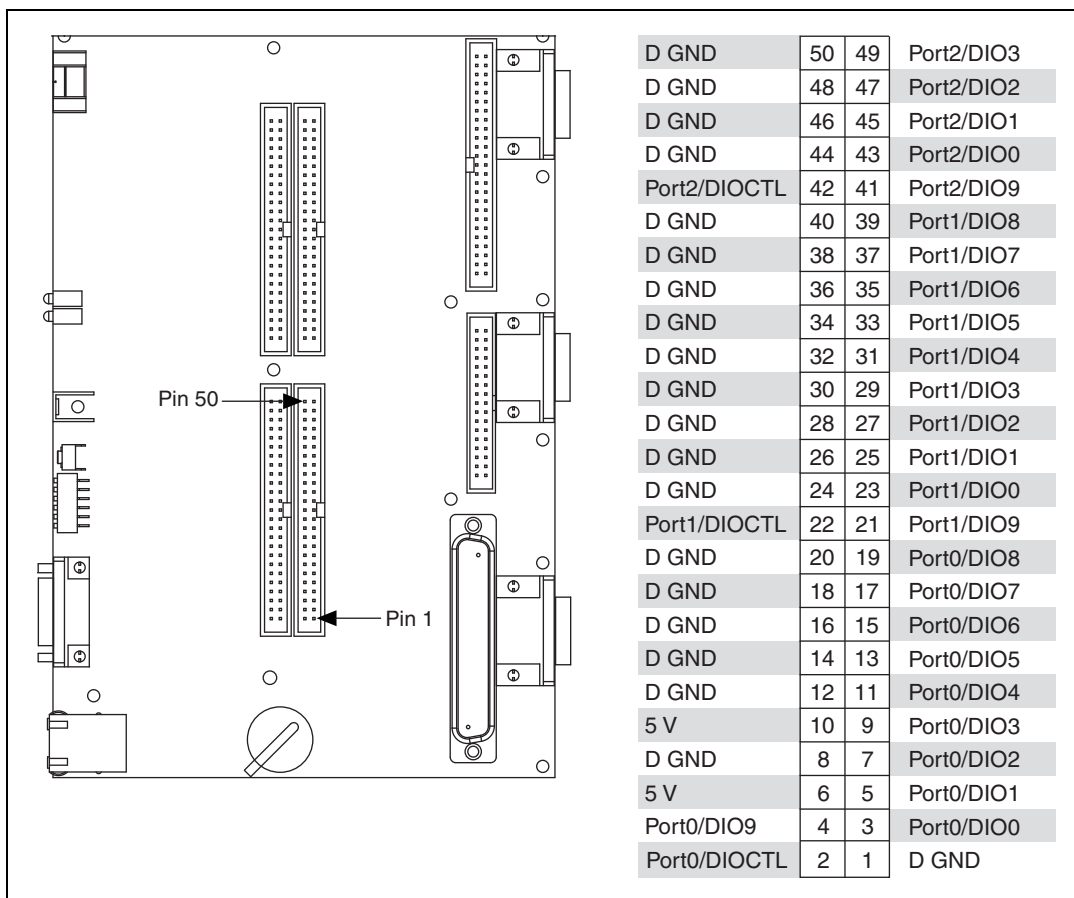 Pin 50
Pin 1
D GND 50 49 Port2/DIO3
D GND 48 47 Port2/DIO2
D GND 46 45 Port2/DIO1
D GND 44 43 Port2/DIO0
Port2/DIOCTL 42 41 Port2/DIO9
D GND 40 39 Port1/DIO8
D GND 38 37 Port1/DIO7
D GND 36 35 Port1/DIO6
D GND 34 33 Port1/DIO5
D GND 32 31 Port1/DIO4
D GND 30 29 Port1/DIO3
D GND 28 27 Port1/DIO2
D GND 26 25 Port1/DIO1
D GND 24 23 Port1/DIO0
Port1/DIOCTL 22 21 Port1/DIO9
D GND 20 19 Port0/DIO8
D GND 18 17 Port0/DIO7
D GND 16 15 Port0/DIO6
D GND 14 13 Port0/DIO5
D GND 12 11 Port0/DIO4
5 V 10 9 Port0/DIO3
D GND 8 7 Port0/DIO2
5 V 6 5 Port0/DIO1
Port0/DIO9 4 3 Port0/DIO0
Port0/DIOCTL 2 1 D GND